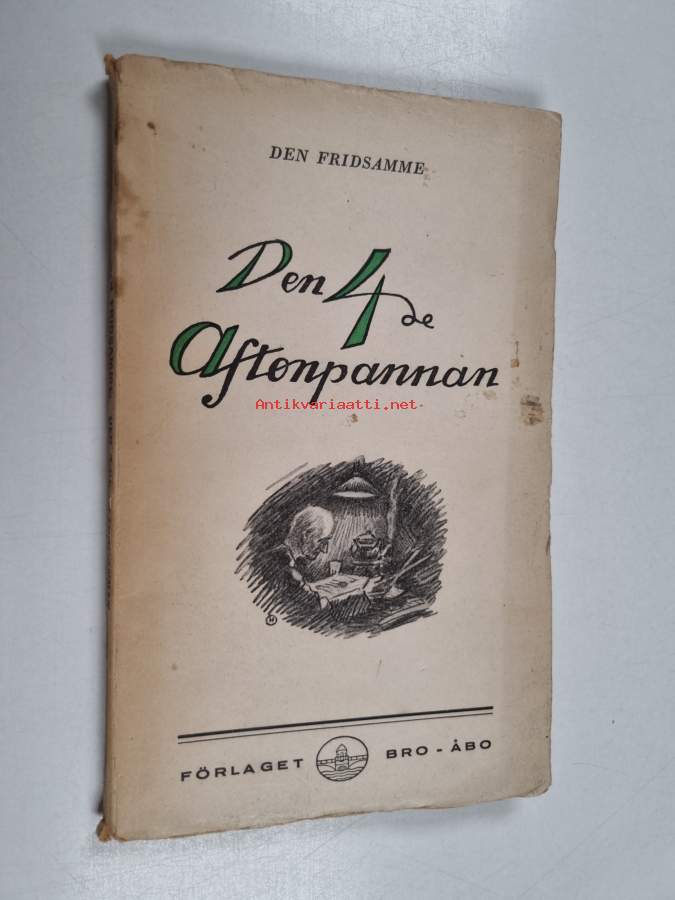 DEN FRIDSAMME
Den 4de
Aftonpannan
Antikvariaatti.net
FÖRLAGET BRO - ÅBO